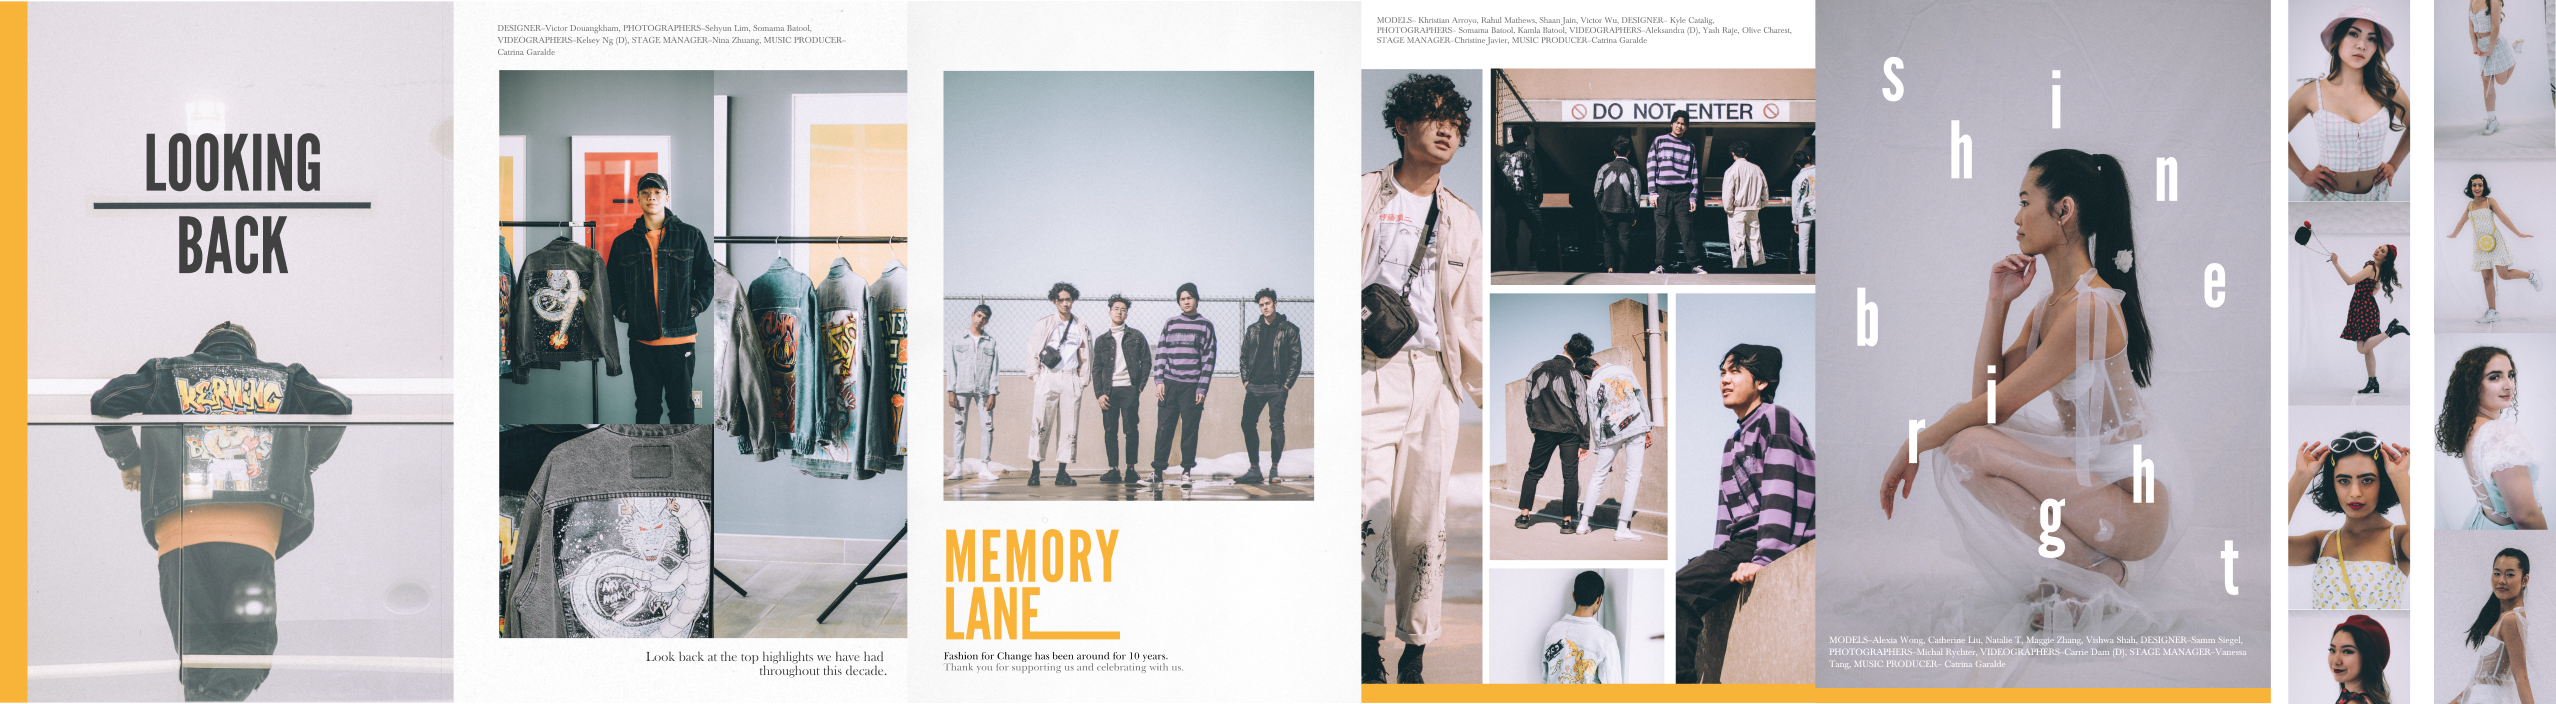 LOOKING
BACK
KERNING
DESIGNER–Victor Douangkham, PHOTOGRAPHERS–Sehyun Lim, Somama Batool,
VIDEOGRAPHERS–Kelsey Ng (D), STAGE MANAGER–Nina Zhuang, MUSIC PRODUCER–
Catrina Garalde
Look back at the top highlights we have had
throughout this decade.
MEMORY
LANE
Fashion for Change has been around for 10 years.
Thank you for supporting us and celebrating with us.
MODELS– Khristian Arroyo, Rahul Mathews, Shaan Jain, Victor Wu, DESIGNER– Kyle Catalig,
PHOTOGRAPHERS– Somama Batool, Kamla Batool, VIDEOGRAPHERS–Aleksandra (D), Yash Raje, Olive Charest,
STAGE MANAGER–Christine Javier, MUSIC PRODUCER–Catrina Garalde
DO NOT ENTER
shine
bright
MODELS–Alexia Wong, Catherine Liu, Natalie T, Maggie Zhang, Vishwa Shah, DESIGNER–Samm Siegel,
PHOTOGRAPHERS–Michal Rychter, VIDEOGRAPHERS–Carrie Dam (D), STAGE MANAGER–Vanessa
Tang, MUSIC PRODUCER– Catrina Garalde